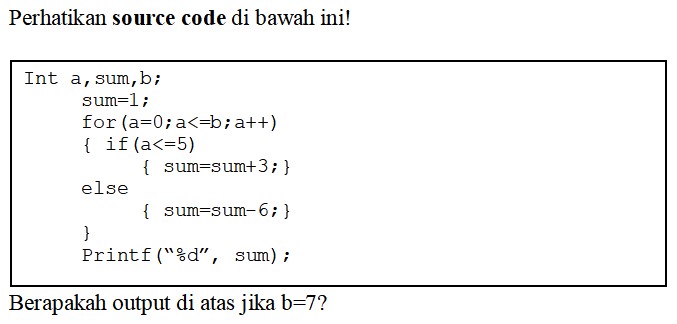 Perhatikan source code di bawah ini!
Int a,sum,b;
sum=1;
for(a=0;a<=b;a++)
{ if(a<=5)
{ sum=sum+3;}
else
{ sum=sum-6;}
}
Printf(“%d”, sum);
Berapakah output di atas jika b=7?